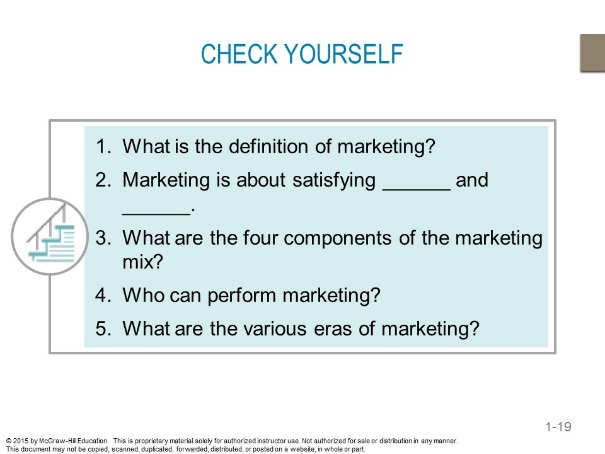 CHECK YOURSELF
1. What is the definition of marketing?
2. Marketing is about satisfying ______ and
______.
3. What are the four components of the marketing
mix?
4. Who can perform marketing?
5. What are the various eras of marketing?
1-19
© 2015 by McGraw-Hill Education. This is proprietary material solely for authorized instructor use. Not authorized for sale or distribution in any manner.
This document may not be copied, scanned, duplicated, forwarded, distributed, or posted on a website, in whole or part.